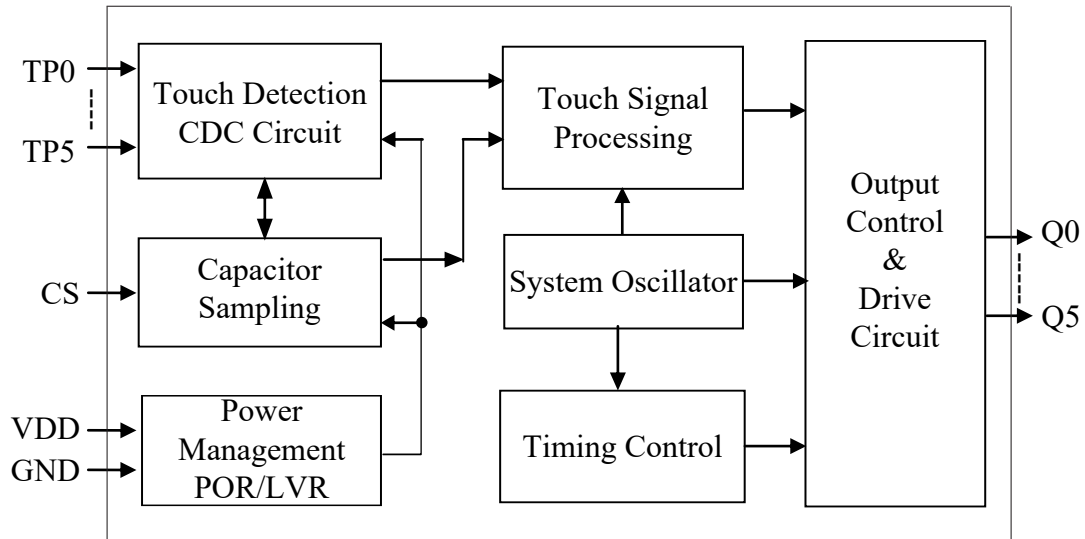 TP0
TP5
CS
VDD
GND
Touch Detection
CDC Circuit
Capacitor
Sampling
Power
Management
POR/LVR
Touch Signal
Processing
System Oscillator
Timing Control
Output
Control
&
Drive
Circuit
Q0
Q5